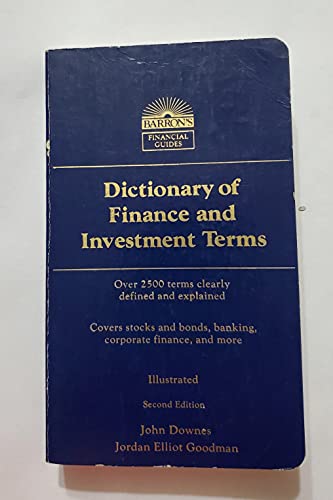 BARRON'S
FINANCIAL
GUIDES
Dictionary of
Finance and
Investment Terms
Over 2500 terms clearly
defined and explained
Covers stocks and bonds, banking,
corporate finance, and more
Illustrated
Second Edition
John Downes
Jordan Elliot Goodman